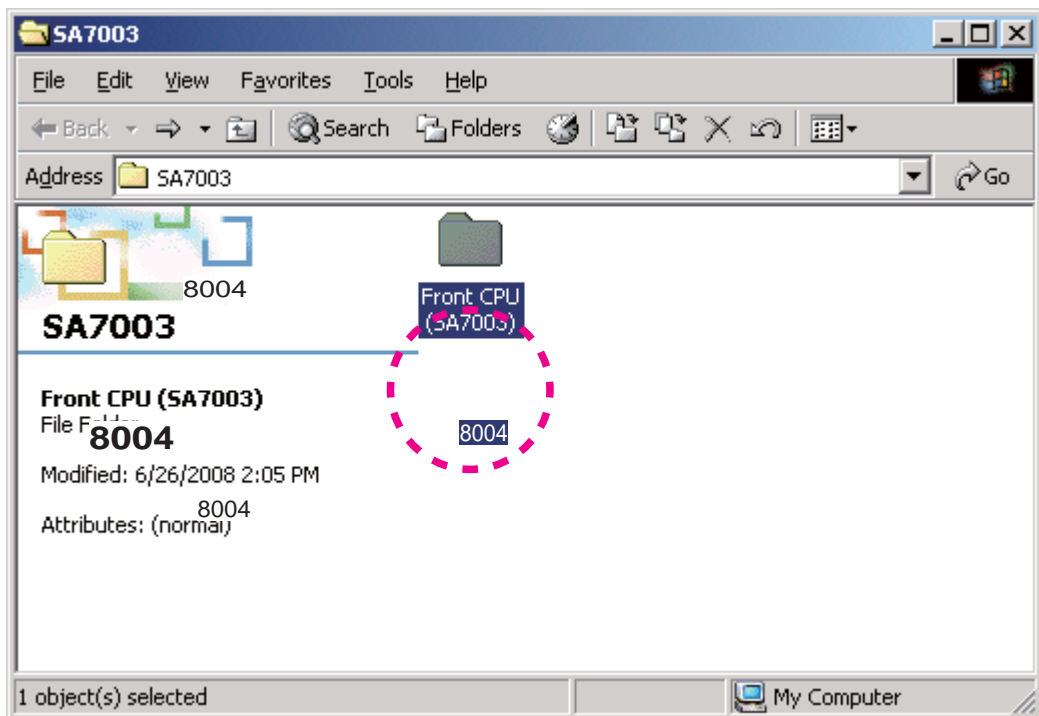 SA7003
File Edit View Favorites Tools Help
Back Search Folders
Address SA7003 Go
8004
SA7003
Front CPU
(SA7003)
Front CPU (SA7003)
File
8004
8004
Modified: 6/26/2008 2:05 PM
8004
Attributes: (normal)
1 object(s) selected My Computer